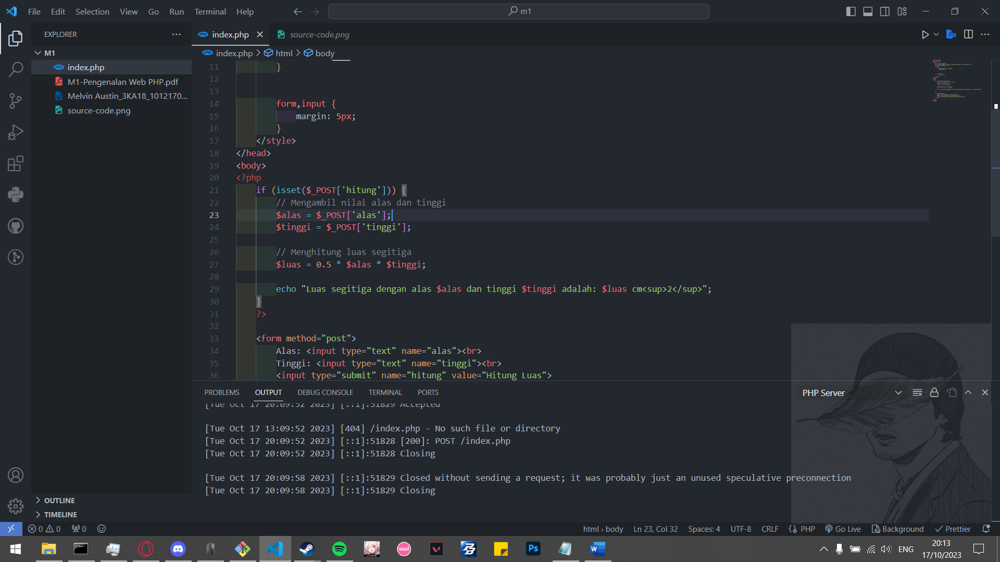 File Edit Selection View Go Run Terminal Help
m1
EXPLORER
index.php
source-code.png
M1
index.php
M1-Pengenalan Web PHP.pdf
Melvin Austin_3KA18_1012170...
source-code.png
index.php > html > body
11 }
12
13
14 form,input {
15 margin: 5px;
16 }
17 </style>
18 </head>
19 <body>
20 <?php
21 if (isset($_POST['hitung'])) {
22 // Mengambil nilai alas dan tinggi
23 $alas = $_POST['alas'];
24 $tinggi = $_POST['tinggi'];
25
26 // Menghitung luas segitiga
27 $luas = 0.5 * $alas * $tinggi;
28
29 echo "Luas segitiga dengan alas $alas dan tinggi $tinggi adalah: $luas cm<sup>2</sup>";
30 }
31 ?>
32
33 <form method="post">
34 Alas: <input type="text" name="alas"><br>
35 Tinggi: <input type="text" name="tinggi"><br>
36 <input type="submit" name="hitung" value="Hitung Luas">
PROBLEMS OUTPUT DEBUG CONSOLE TERMINAL PORTS
PHP Server
[Tue Oct 17 20:09:52 2023] [::1]:51829 Accepted
[Tue Oct 17 13:09:52 2023] [404] /index.php - No such file or directory
[Tue Oct 17 20:09:52 2023] [::1]:51828 [200]: POST /index.php
[Tue Oct 17 20:09:52 2023] [::1]:51828 Closing
[Tue Oct 17 20:09:58 2023] [::1]:51829 Closed without sending a request; it was probably just an unused speculative preconnection
[Tue Oct 17 20:09:58 2023] [::1]:51829 Closing
OUTLINE
TIMELINE
0 0 0
html › body Ln 23, Col 32 Spaces: 4 UTF-8 CRLF PHP Go Live Background Prettier
osu!
Ps
W
ENG
20:13
17/10/2023